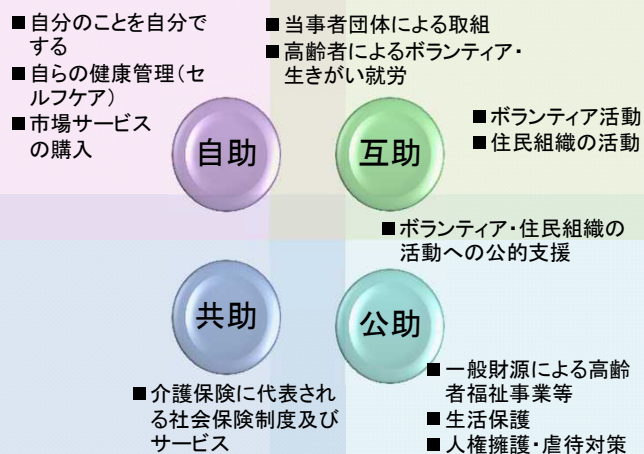 ■自分のことを自分で
する
■自らの健康管理(セ
ルフケア)
■市場サービス
の購入
■当事者団体による取組
■高齢者によるボランティア・
生きがい就労
■ボランティア活動
■住民組織の活動
自助
互助
■ボランティア・住民組織の
活動への公的支援
共助
公助
■介護保険に代表され
る社会保険制度及び
サービス
■一般財源による高齢
者福祉事業等
■生活保護
■人権擁護・虐待対策